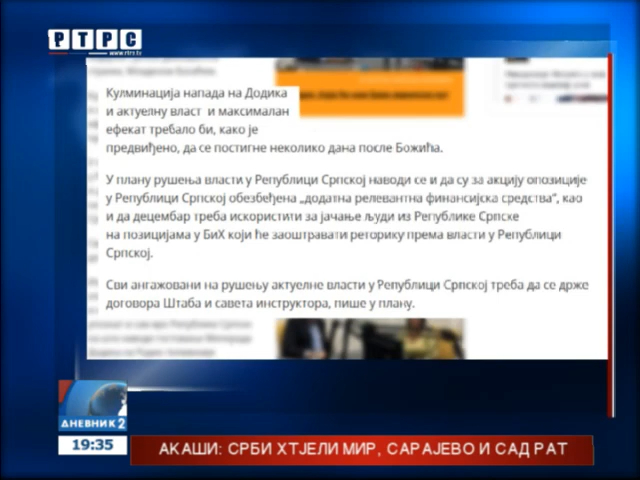 РТРС
www.rtrs.tv
Кулминација напада на Додика
и актуелну власт и максималан
ефекат требало би, како је
предвиђено, да се постигне неколико дана после Божића.
У плану рушења власти у Републици Српској наводи се и да су за акцију опозиције
у Републици Српској обезбеђена „додатна релевантна финансијска средства“, као
и да децембар треба искористити за јачање људи из Републике Српске
на позицијама у БиХ који ће заоштравати реторику према власти у Републици
Српској.
Сви ангажовани на рушењу актуелне власти у Републици Српској треба да се држе
договора Штаба и савета инструктора, пише у плану.
ДНЕВНИК 2
19:35
АКАШИ: СРБИ ХТЈЕЛИ МИР, САРАЈЕВО И САД РАТ